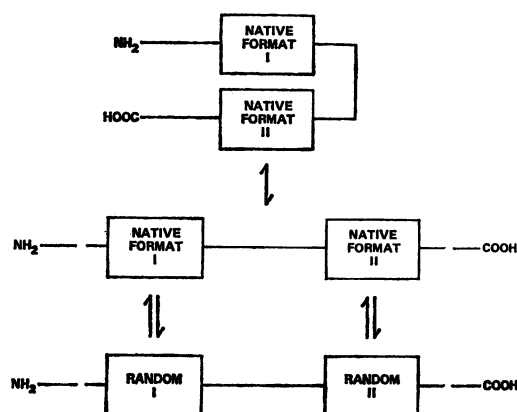 NH₂
NATIVE
FORMAT
I
HOOC
NATIVE
FORMAT
II
NH₂
NATIVE
FORMAT
I
NATIVE
FORMAT
II
COOH
NH₂
RANDOM
I
RANDOM
II
COOH